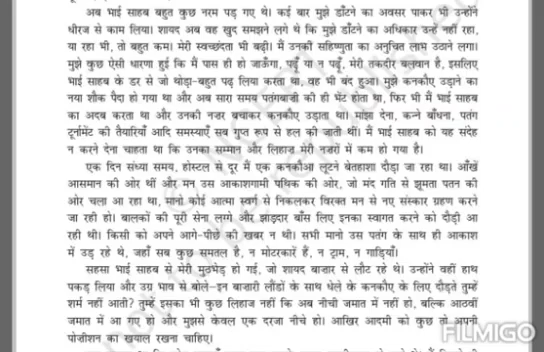 अब भाई साहब बहुत कुछ नरम पड़ गए थे। कई बार मुझे डाँटने का अवसर पाकर भी उन्होंने
धीरज से काम लिया। शायद अब वह खुद समझने लगे थे कि मुझे डाँटने का अधिकार उन्हें नहीं रहा,
या रहा भी, तो बहुत कम। मेरी स्वच्छंदता भी बढ़ी। मैं उनकी सहिष्णुता का अनुचित लाभ उठाने लगा।
मुझे कुछ ऐसी धारणा हुई कि मैं पास ही हो जाऊँगा, पढ़ूँ या न पढ़ूँ, मेरी तकदीर बलवान है, इसलिए
भाई साहब के डर से जो थोड़ा-बहुत पढ़ लिया करता था, वह भी बंद हुआ। मुझे कनकौए उड़ाने का
नया शौक पैदा हो गया था और अब सारा समय पतंगबाजी की ही भेंट होता था, फिर भी मैं भाई साहब
का अदब करता था और उनकी नजर बचाकर कनकौए उड़ाता था। मांझा देना, कन्ने बाँधना, पतंग
टूर्नामेंट की तैयारियाँ आदि समस्याएँ सब गुप्त रूप से हल की जाती थीं। मैं भाई साहब को यह संदेह
न करने देना चाहता था कि उनका सम्मान और लिहाज मेरी नजरों में कम हो गया है।
एक दिन संध्या समय, होस्टल से दूर मैं एक कनकौआ लूटने बेतहाशा दौड़ा जा रहा था। आँखें
आसमान की ओर थीं और मन उस आकाशगामी पथिक की ओर, जो मंद गति से झूमता पतन की
ओर चला आ रहा था, मानो कोई आत्मा स्वर्ग से निकलकर विरक्त मन से नए संस्कार ग्रहण करने
जा रही हो। बालकों की पूरी सेना लग्गे और झाड़दार बाँस लिए इनका स्वागत करने को दौड़ी आ
रही थी। किसी को अपने आगे-पीछे की खबर न थी। सभी मानो उस पतंग के साथ ही आकाश
में उड़ रहे थे, जहाँ सब कुछ समतल है, न मोटरकारें हैं, न ट्राम, न गाड़ियाँ।
सहसा भाई साहब से मेरी मुठभेड़ हो गई, जो शायद बाजार से लौट रहे थे। उन्होंने वहीं हाथ
पकड़ लिया और उग्र भाव से बोले-इन बाजारी लौंडों के साथ धेले के कनकौए के लिए दौड़ते तुम्हें
शर्म नहीं आती? तुम्हें इसका भी कुछ लिहाज नहीं कि अब नीची जमात में नहीं हो, बल्कि आठवीं
जमात में आ गए हो और मुझसे केवल एक दरजा नीचे हो। आखिर आदमी को कुछ तो अपनी
पोजीशन का खयाल रखना चाहिए।
FILMIGO